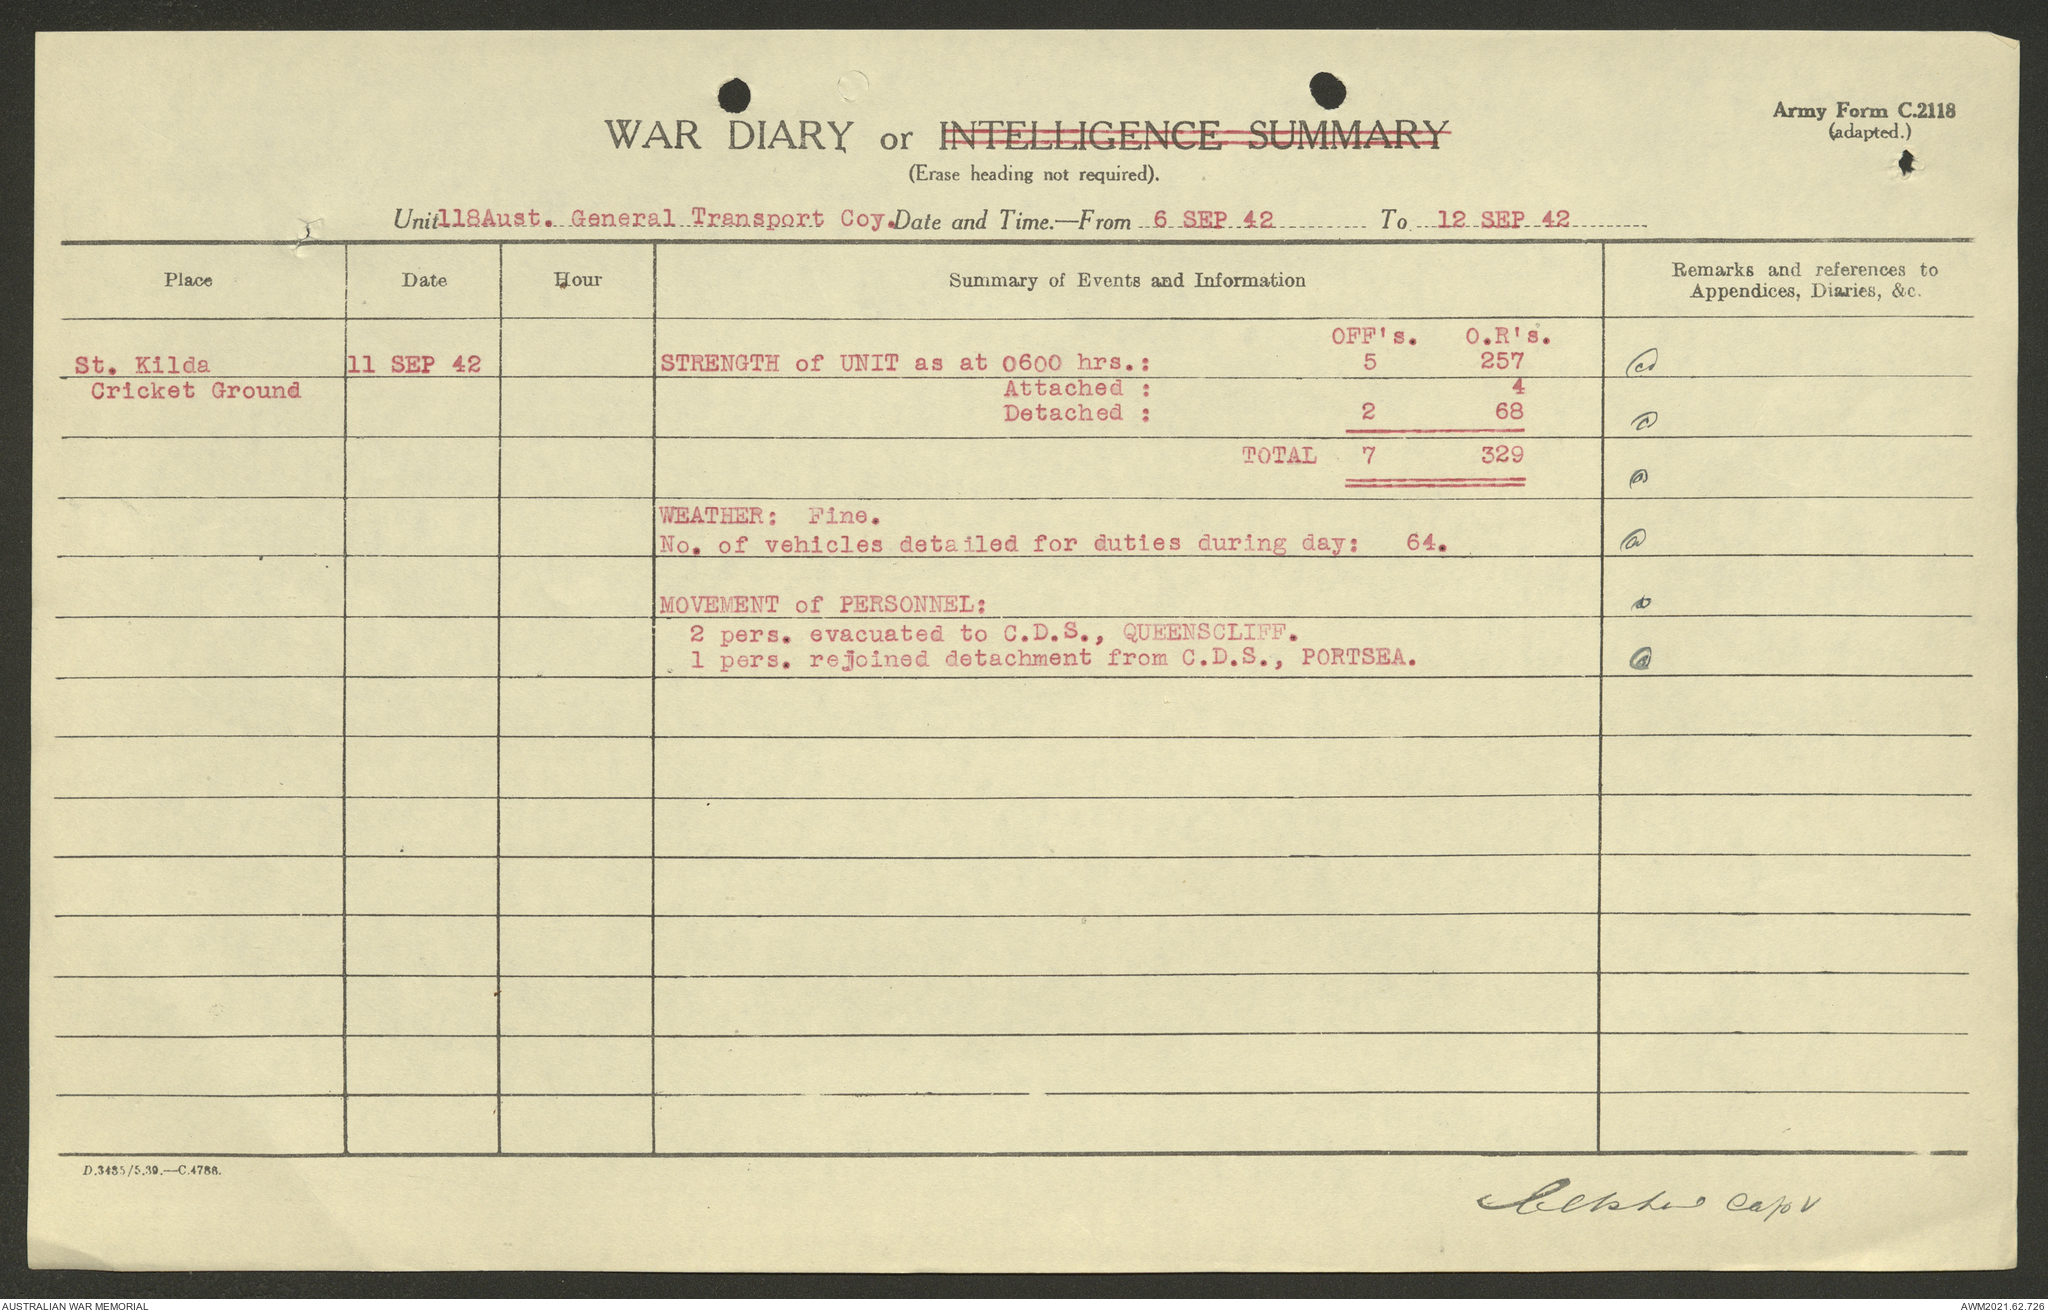 Army Form C.2118
(adapted.)
WAR DIARY or INTELLIGENCE SUMMARY
(Erase heading not required).
Unit 118 Aust. General Transport Coy. Date and Time.—From 6 SEP 42 To 12 SEP 42
Place Date Hour Summary of Events and Information Remarks and references to
Appendices, Diaries, &c.
OFF's. O.R's.
St. Kilda 11 SEP 42 STRENGTH of UNIT as at 0600 hrs.: 5 257
Cricket Ground Attached : 4
Detached : 2 68
TOTAL 7 329
WEATHER: Fine.
No. of vehicles detailed for duties during day: 64.
MOVEMENT of PERSONNEL:
2 pers. evacuated to C.D.S., QUEENSCLIFF.
1 pers. rejoined detachment from C.D.S., PORTSEA.
D.3435/5.39.—C.4788.
Capt
AUSTRALIAN WAR MEMORIAL AWM2021.62.726